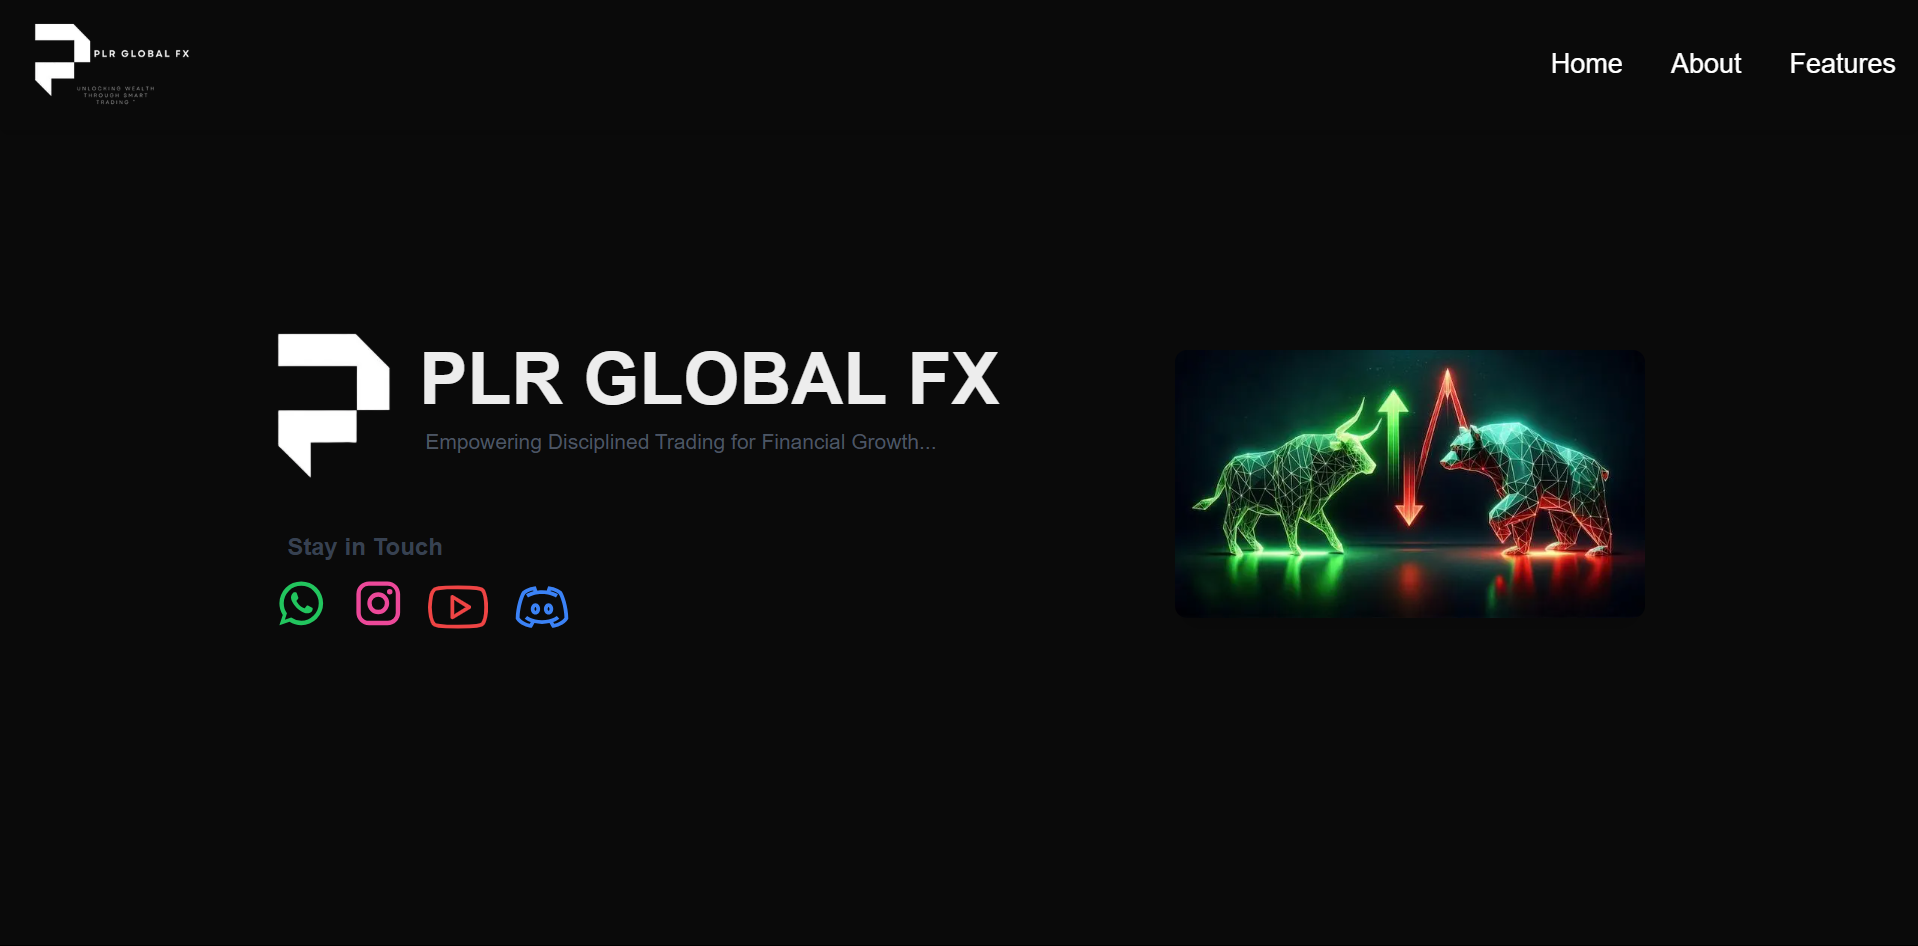 PLR GLOBAL FX
UNLOCKING WEALTH
THROUGH SMART
TRADING "
Home
About
Features
PLR GLOBAL FX
Empowering Disciplined Trading for Financial Growth...
Stay in Touch